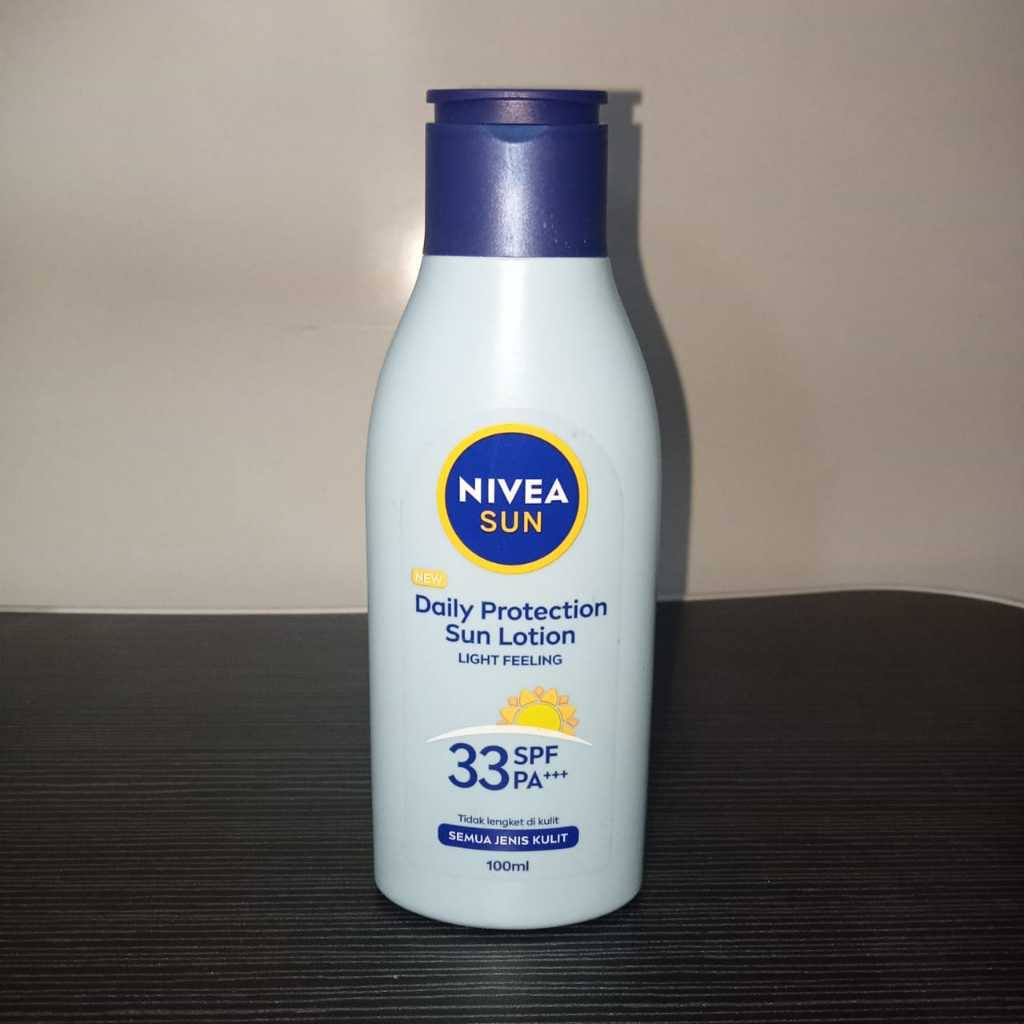 NIVEA
SUN
NEW
Daily Protection
Sun Lotion
LIGHT FEELING
33 SPF
PA+++
Tidak lengket di kulit
SEMUA JENIS KULIT
100ml